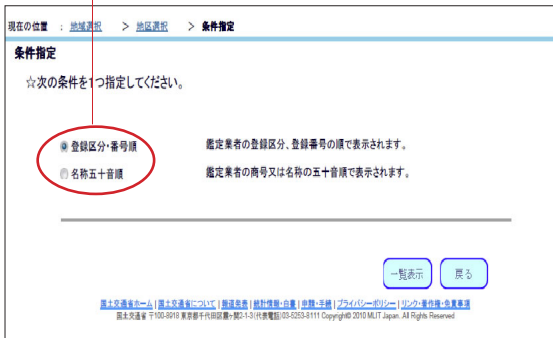 現在の位置 : 地域選択 > 地区選択 > 条件指定
条件指定
☆次の条件を1つ指定してください。
登録区分・番号順 鑑定業者の登録区分、登録番号の順で表示されます。
名称五十音順 鑑定業者の商号又は名称の五十音順で表示されます。
一覧表示 戻る
国土交通省ホーム | 国土交通省について | 報道発表 | 統計情報・白書 | 申請・手続 | プライバシーポリシー | リンク・著作権・免責事項
国土交通省 〒100-8918 東京都千代田区霞ヶ関2-1-3(代表電話)03-5253-8111 Copyright© 2010 MLIT Japan. All Rights Reserved